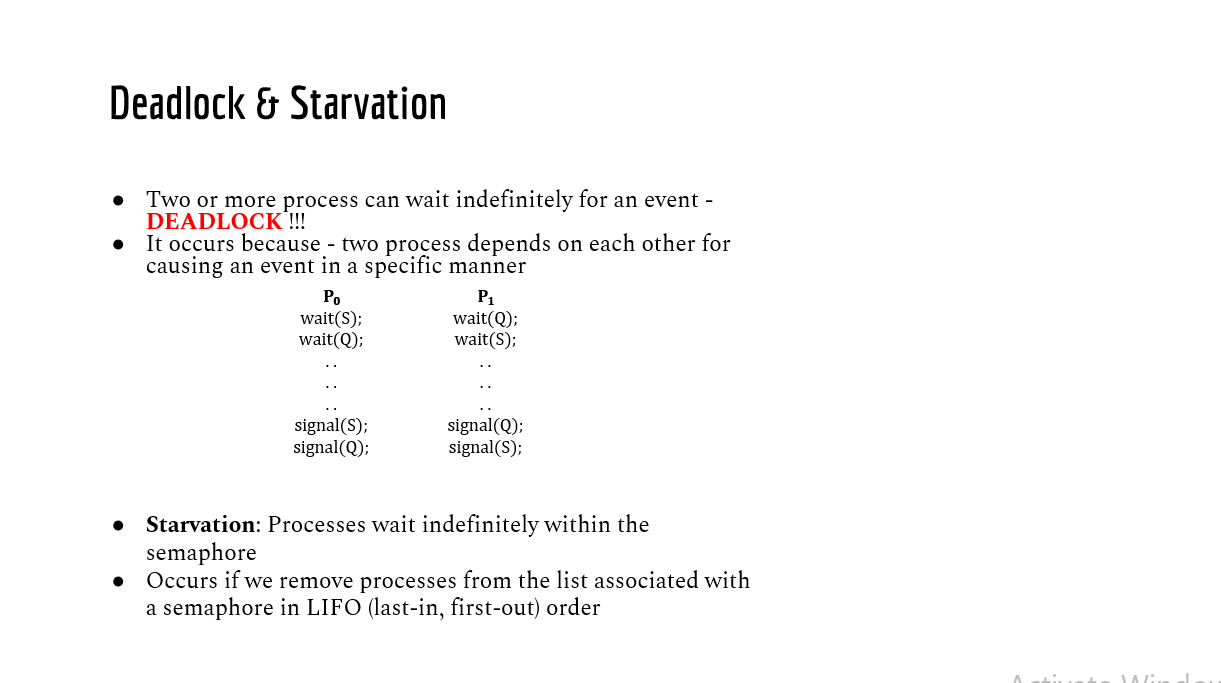 Deadlock & Starvation
● Two or more process can wait indefinitely for an event -
DEADLOCK !!!
● It occurs because - two process depends on each other for
causing an event in a specific manner
P₀ P₁
wait(S); wait(Q);
wait(Q); wait(S);
. . . .
. . . .
. . . .
signal(S); signal(Q);
signal(Q); signal(S);
● Starvation: Processes wait indefinitely within the
semaphore
● Occurs if we remove processes from the list associated with
a semaphore in LIFO (last-in, first-out) order
Activate